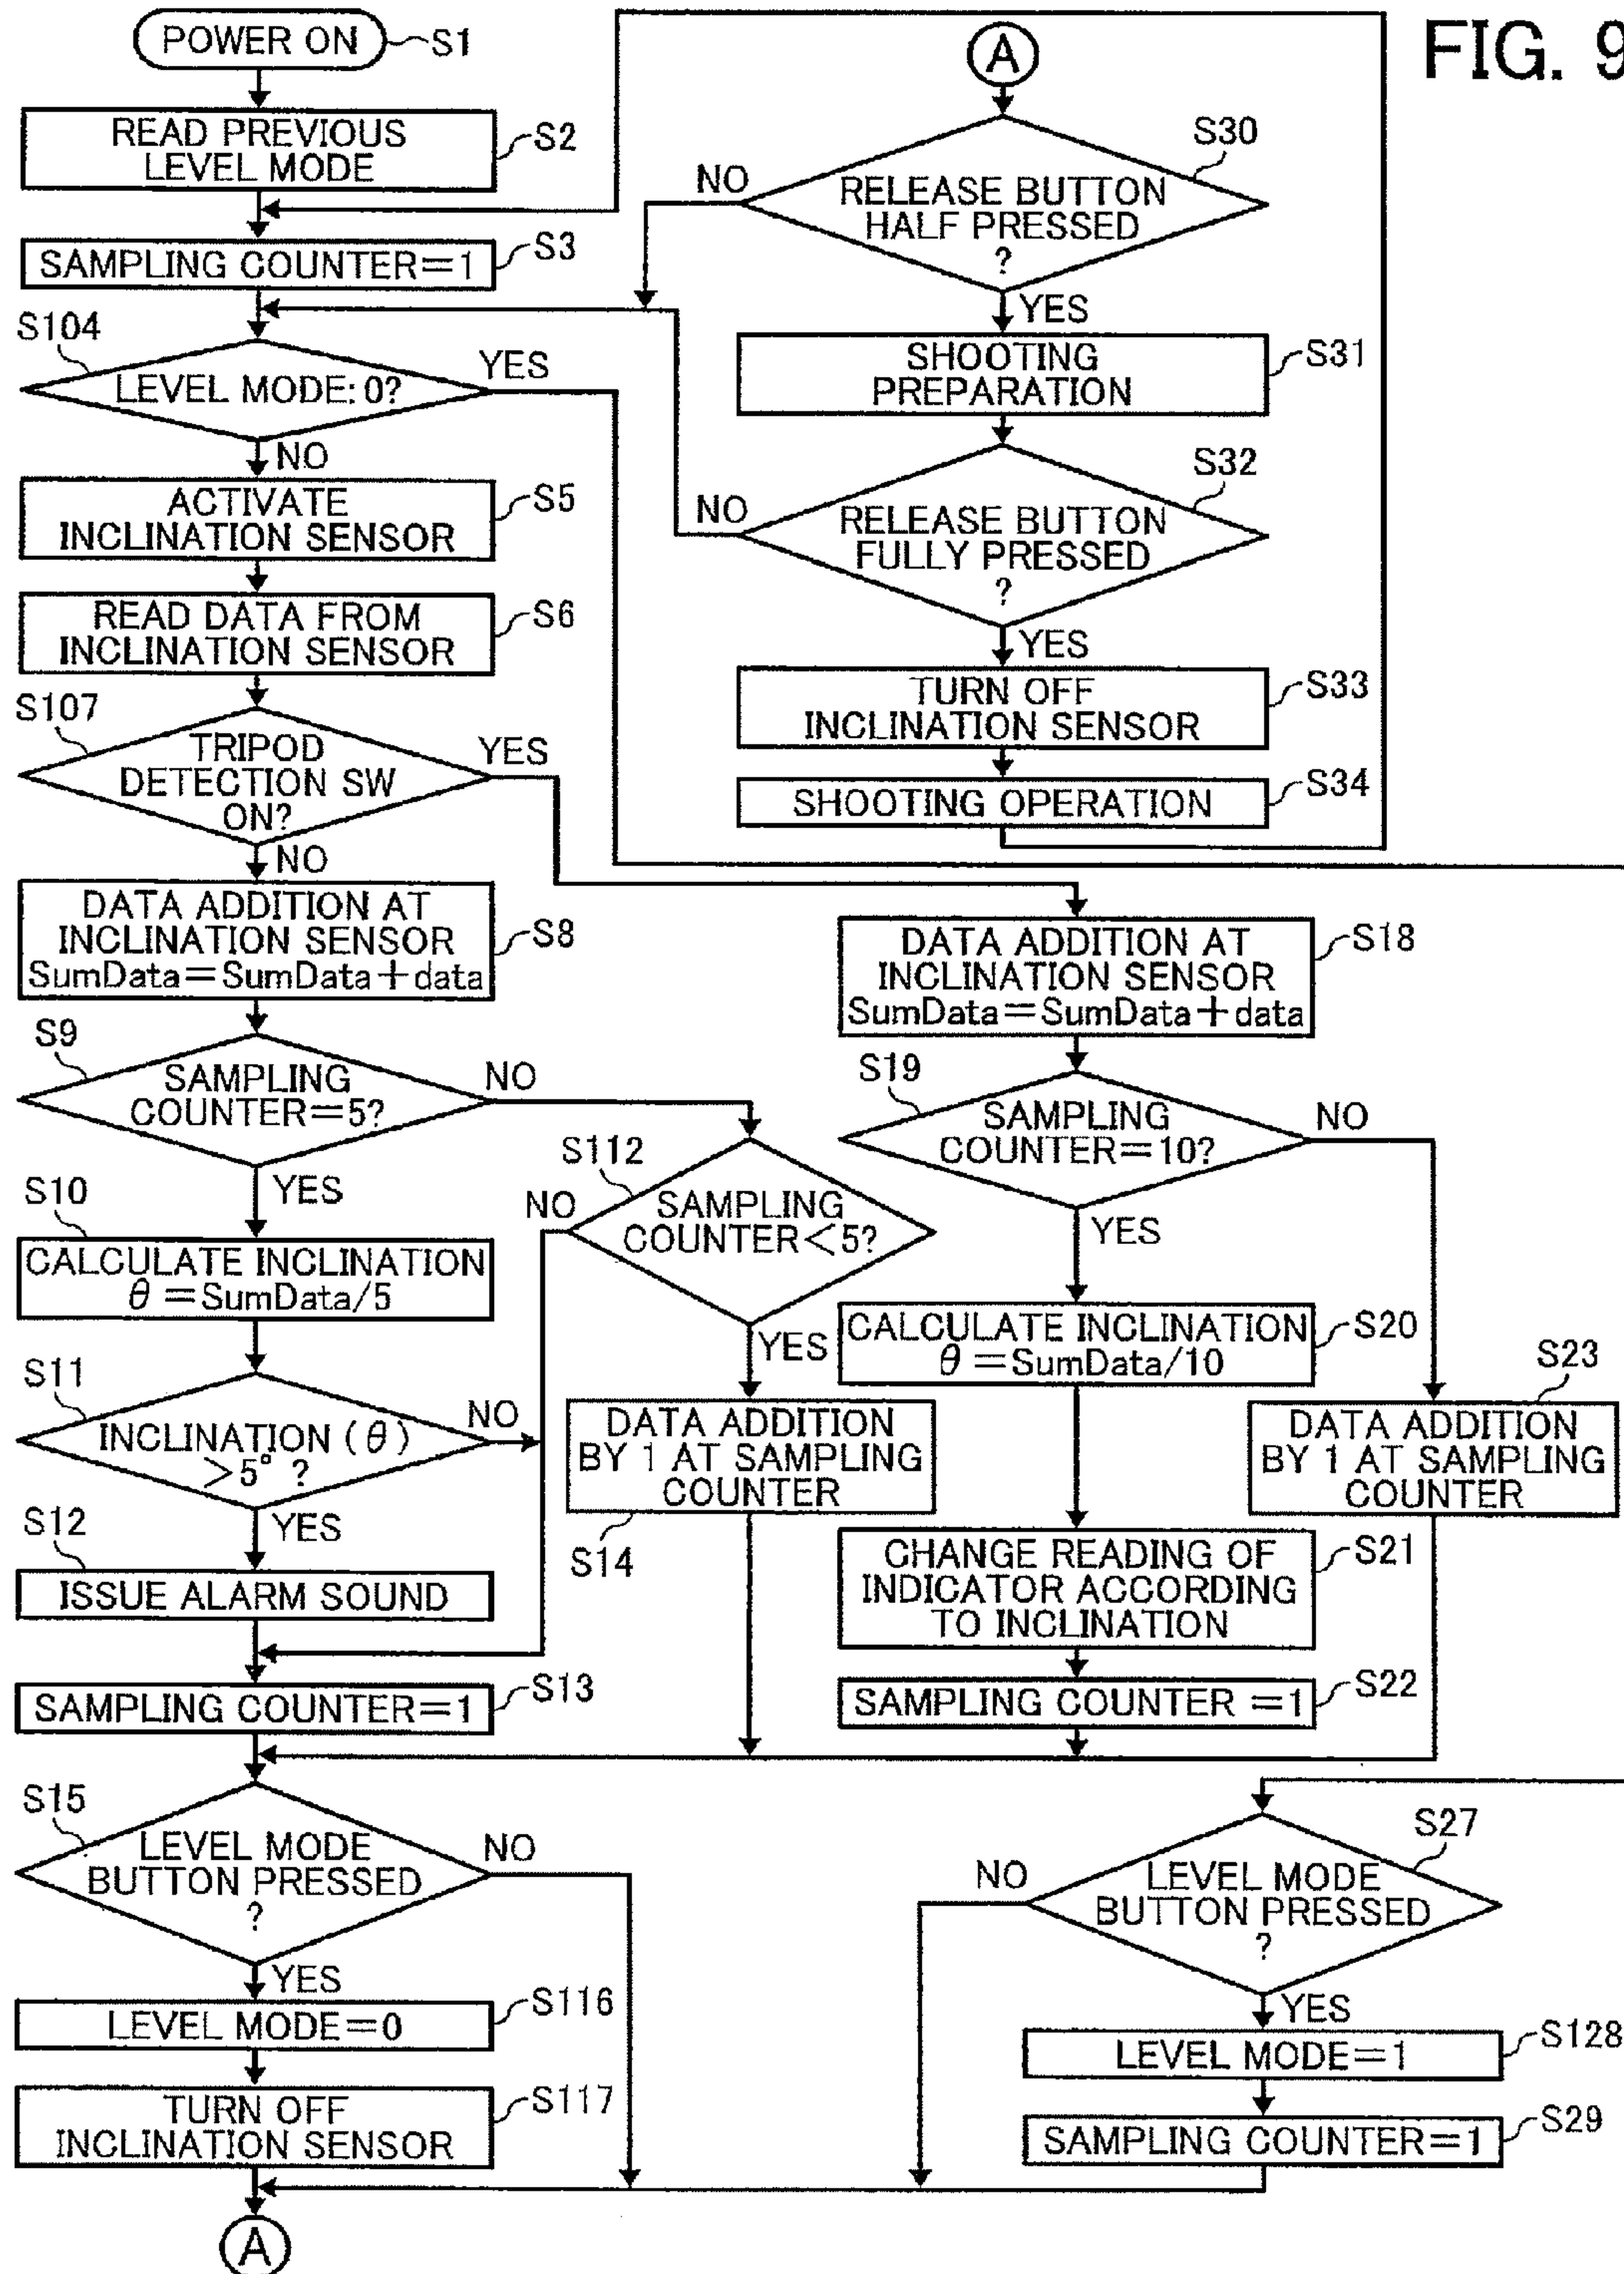 FIG. 9
POWER ON
S1
READ PREVIOUS
LEVEL MODE
S2
SAMPLING COUNTER=1
S3
S104
LEVEL MODE: 0?
YES
NO
ACTIVATE
INCLINATION SENSOR
S5
READ DATA FROM
INCLINATION SENSOR
S6
S107
TRIPOD
DETECTION SW
ON?
YES
NO
DATA ADDITION AT
INCLINATION SENSOR
SumData=SumData+data
S8
S9
SAMPLING
COUNTER=5?
NO
YES
S10
CALCULATE INCLINATION
θ=SumData/5
S11
INCLINATION (θ)
>5° ?
NO
YES
S12
ISSUE ALARM SOUND
SAMPLING COUNTER=1
S13
S112
SAMPLING
COUNTER<5?
NO
YES
DATA ADDITION
BY 1 AT SAMPLING
COUNTER
S14
S15
LEVEL MODE
BUTTON PRESSED
?
NO
YES
LEVEL MODE=0
S116
TURN OFF
INCLINATION SENSOR
S117
A
A
S30
RELEASE BUTTON
HALF PRESSED
?
NO
YES
SHOOTING
PREPARATION
S31
S32
RELEASE BUTTON
FULLY PRESSED
?
NO
YES
TURN OFF
INCLINATION SENSOR
S33
SHOOTING OPERATION
S34
DATA ADDITION AT
INCLINATION SENSOR
SumData=SumData+data
S18
S19
SAMPLING
COUNTER=10?
NO
YES
CALCULATE INCLINATION
θ=SumData/10
S20
S23
DATA ADDITION
BY 1 AT SAMPLING
COUNTER
CHANGE READING OF
INDICATOR ACCORDING
TO INCLINATION
S21
SAMPLING COUNTER =1
S22
S27
LEVEL MODE
BUTTON PRESSED
?
NO
YES
LEVEL MODE=1
S128
SAMPLING COUNTER=1
S29